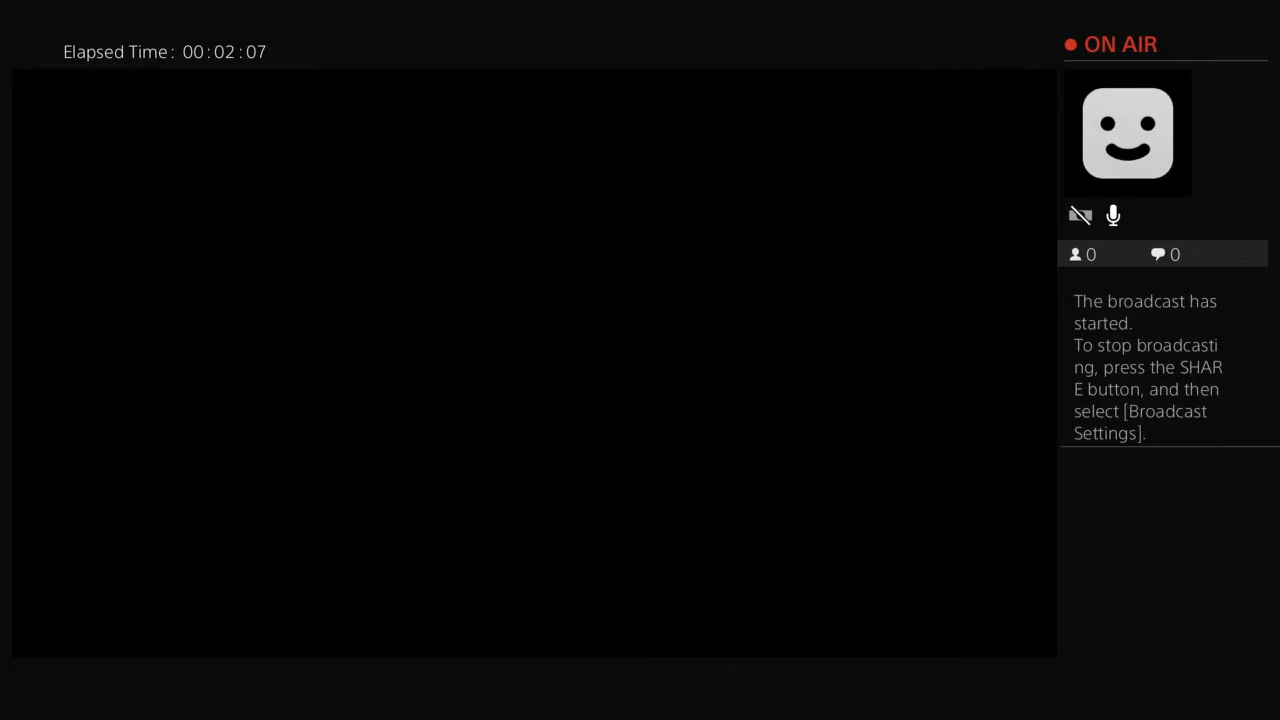 Elapsed Time: 00:02:07
ON AIR
0 0
The broadcast has
started.
To stop broadcasti
ng, press the SHAR
E button, and then
select [Broadcast
Settings].